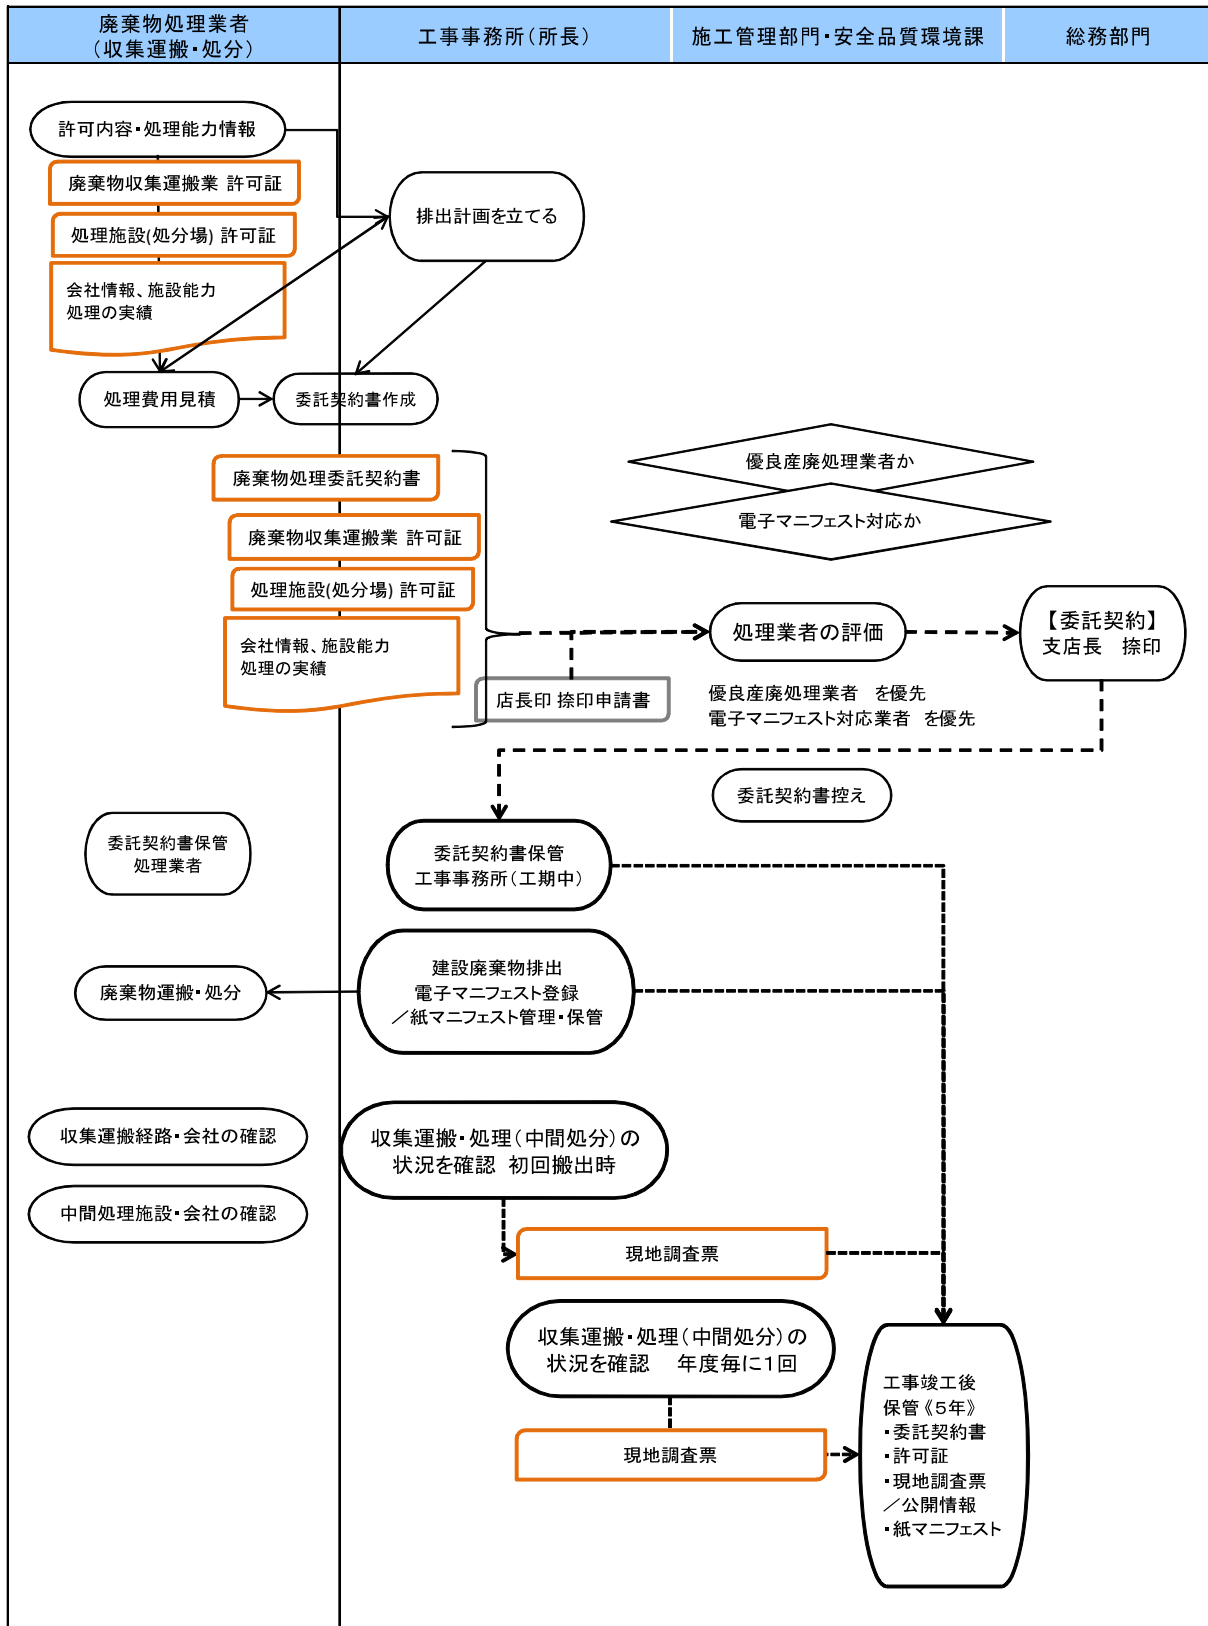 廃棄物処理業者
（収集運搬・処分）
工事事務所（所長）
施工管理部門・安全品質環境課
総務部門
許可内容・処理能力情報
廃棄物収集運搬業 許可証
処理施設(処分場) 許可証
会社情報、施設能力
処理の実績
排出計画を立てる
処理費用見積
委託契約書作成
廃棄物処理委託契約書
廃棄物収集運搬業 許可証
処理施設(処分場) 許可証
会社情報、施設能力
処理の実績
店長印 捺印申請書
優良産廃処理業者か
電子マニフェスト対応か
処理業者の評価
【委託契約】
支店長　捺印
優良産廃処理業者　を優先
電子マニフェスト対応業者　を優先
委託契約書控え
委託契約書保管
処理業者
委託契約書保管
工事事務所（工期中）
建設廃棄物排出
電子マニフェスト登録
／紙マニフェスト管理・保管
廃棄物運搬・処分
収集運搬経路・会社の確認
中間処理施設・会社の確認
収集運搬・処理（中間処分）の
状況を確認 初回搬出時
現地調査票
収集運搬・処理（中間処分）の
状況を確認　年度毎に１回
現地調査票
工事竣工後
保管《５年》
・委託契約書
・許可証
・現地調査票
／公開情報
・紙マニフェスト